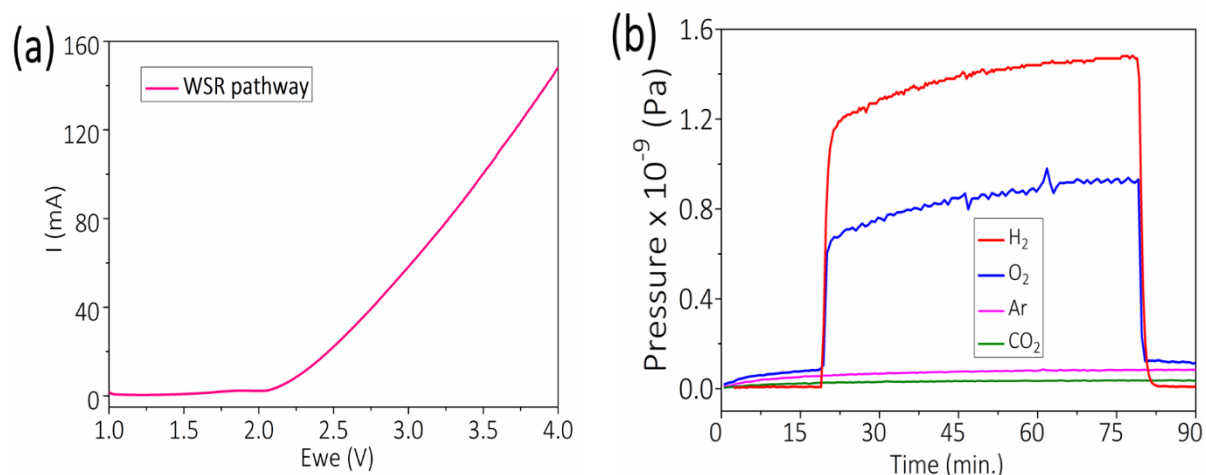 (a)
160
120
80
40
0
I (mA)
WSR pathway
1.0 1.5 2.0 2.5 3.0 3.5 4.0
Ewe (V)
(b)
1.6
1.2
0.8
0.4
0.0
Pressure x 10⁻⁹ (Pa)
H₂
O₂
Ar
CO₂
0 15 30 45 60 75 90
Time (min.)